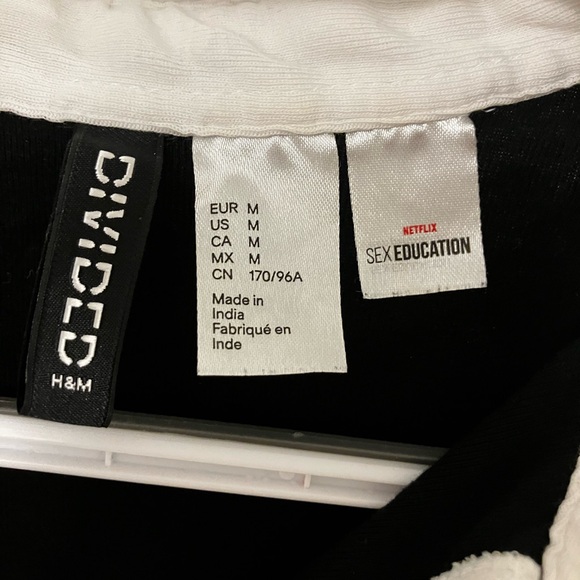 DIVIDED
H&M
EUR M
US M
CA M
MX M
CN 170/96A
Made in
India
Fabriqué en
Inde
NETFLIX
SEX EDUCATION